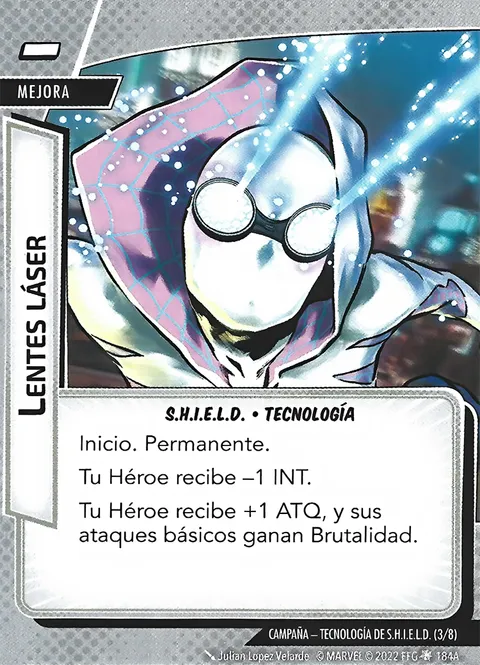 MEJORA
LENTES LÁSER
S.H.I.E.L.D. • TECNOLOGÍA
Inicio. Permanente.
Tu Héroe recibe –1 INT.
Tu Héroe recibe +1 ATQ, y sus
ataques básicos ganan Brutalidad.
CAMPAÑA – TECNOLOGÍA DE S.H.I.E.L.D. (3/8)
Julian Lopez Velarde © MARVEL © 2022 FFG 184A